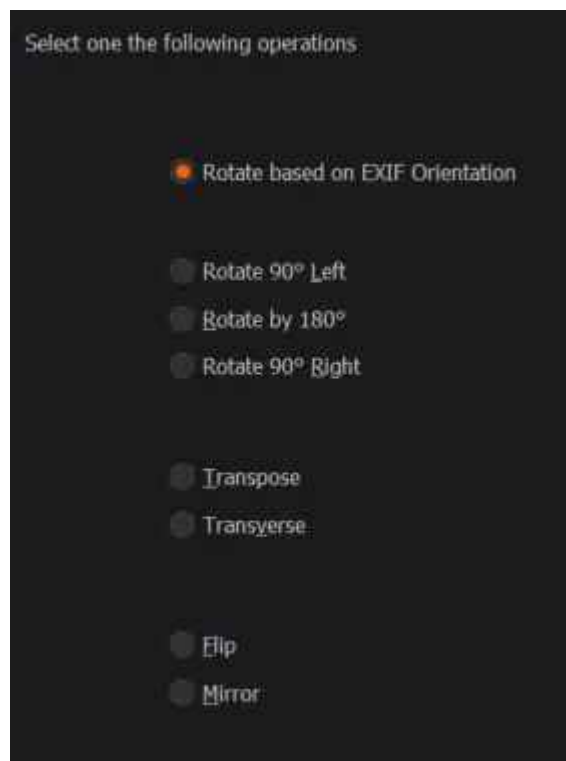 Select one the following operations
Rotate based on EXIF Orientation
Rotate 90° Left
Rotate by 180°
Rotate 90° Right
Transpose
Transverse
Flip
Mirror